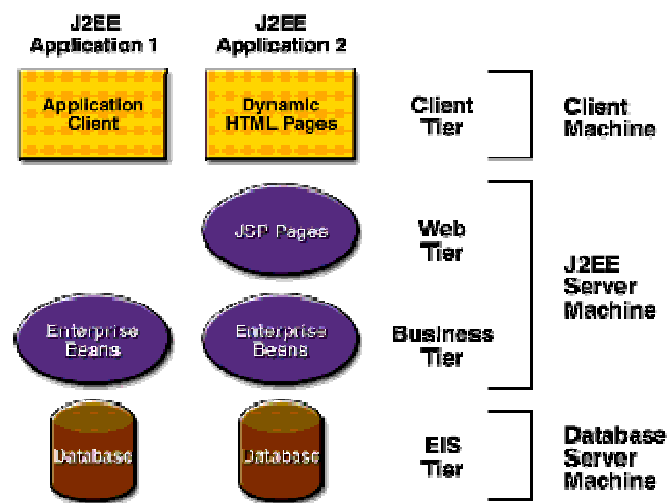 J2EE
Application 1
J2EE
Application 2
Application
Client
Dynamic
HTML Pages
Client
Tier
Client
Machine
JSP Pages
Web
Tier
J2EE
Server
Machine
Enterprise
Beans
Enterprise
Beans
Business
Tier
Database
Database
EIS
Tier
Database
Server
Machine